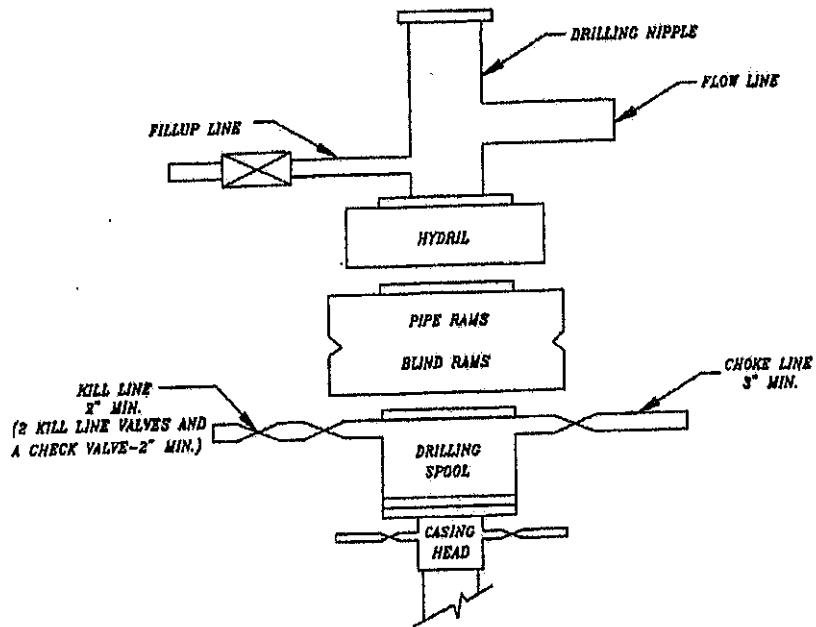 DRILLING NIPPLE
FLOW LINE
FILLUP LINE
HYDRIL
PIPE RAMS
BLIND RAMS
KILL LINE
2" MIN.
(2 KILL LINE VALVES AND
A CHECK VALVE-2" MIN.)
CHOKE LINE
3" MIN.
DRILLING
SPOOL
CASING
HEAD